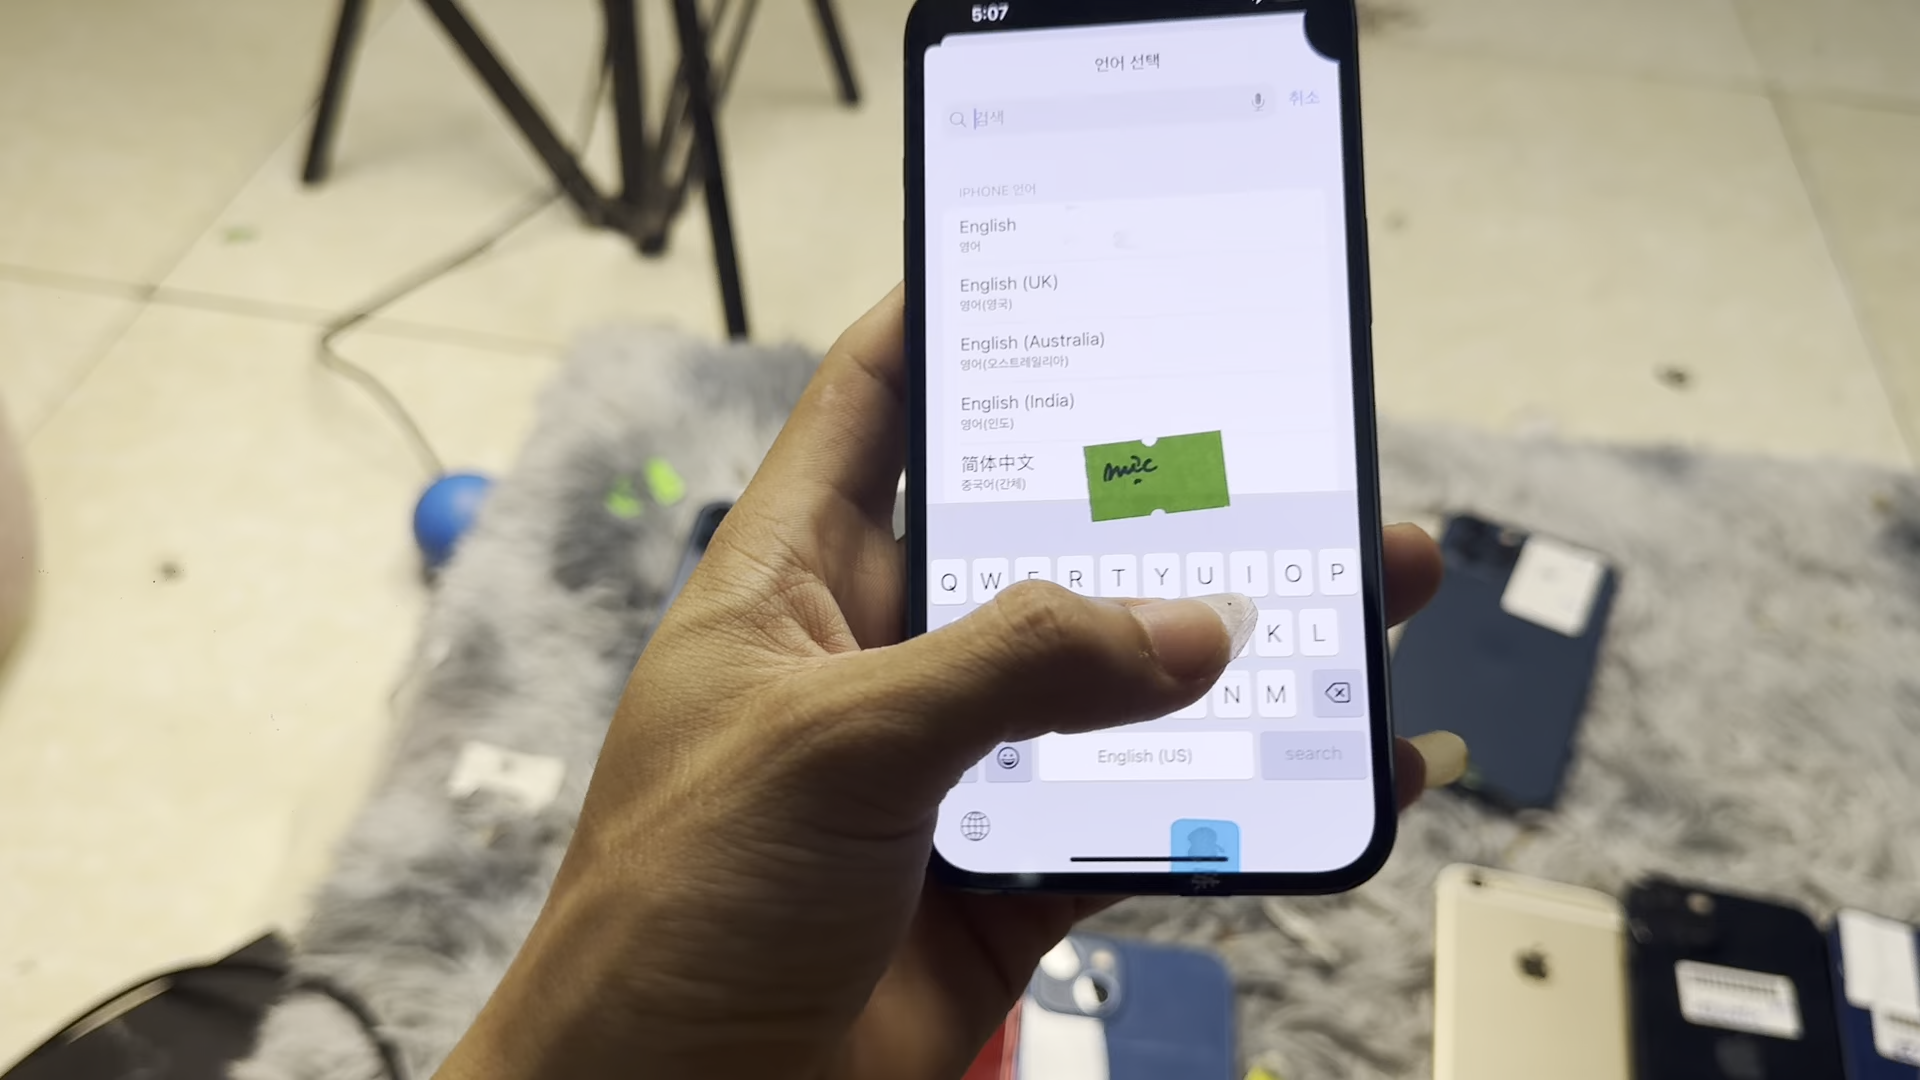 5:07
언어 선택
검색
취소
IPHONE 언어
English
영어
English (UK)
영어(영국)
English (Australia)
영어(오스트레일리아)
English (India)
영어(인도)
简体中文
중국어(간체)
mic
Q W E R T Y U I O P
K L
N M
English (US)
search